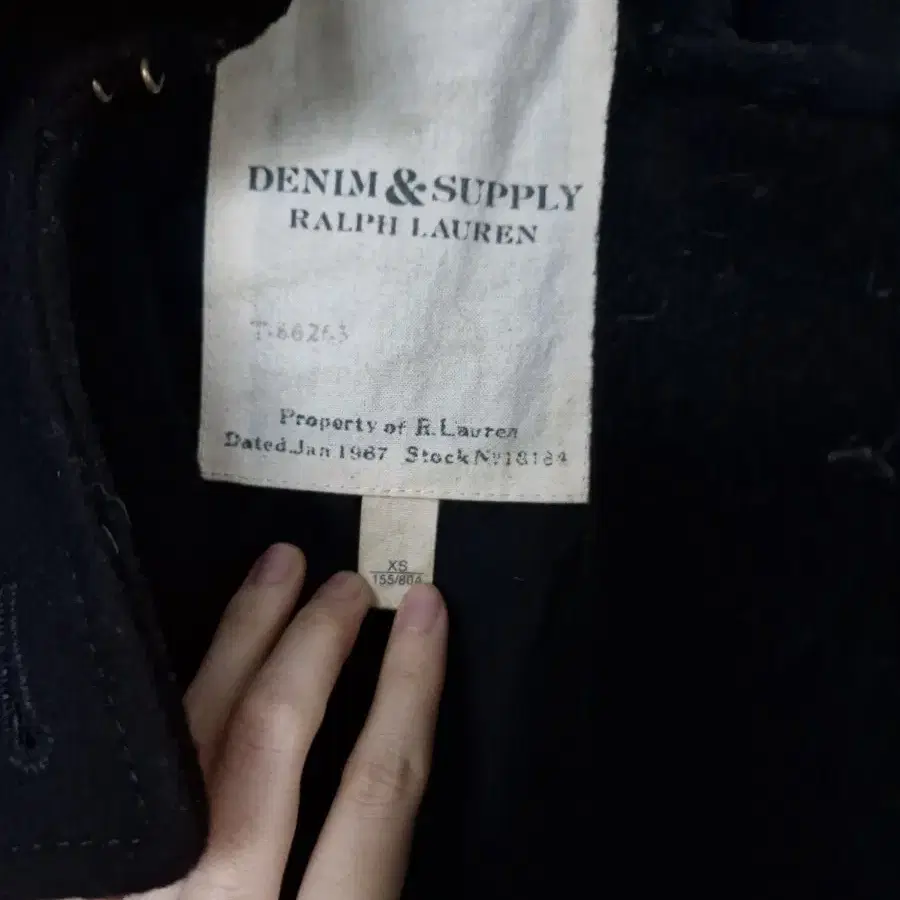 DENIM & SUPPLY
RALPH LAUREN
T-66263
Property of R. Lauren
Dated Jan 1967 Stock Nº 18184
XS
155/80A